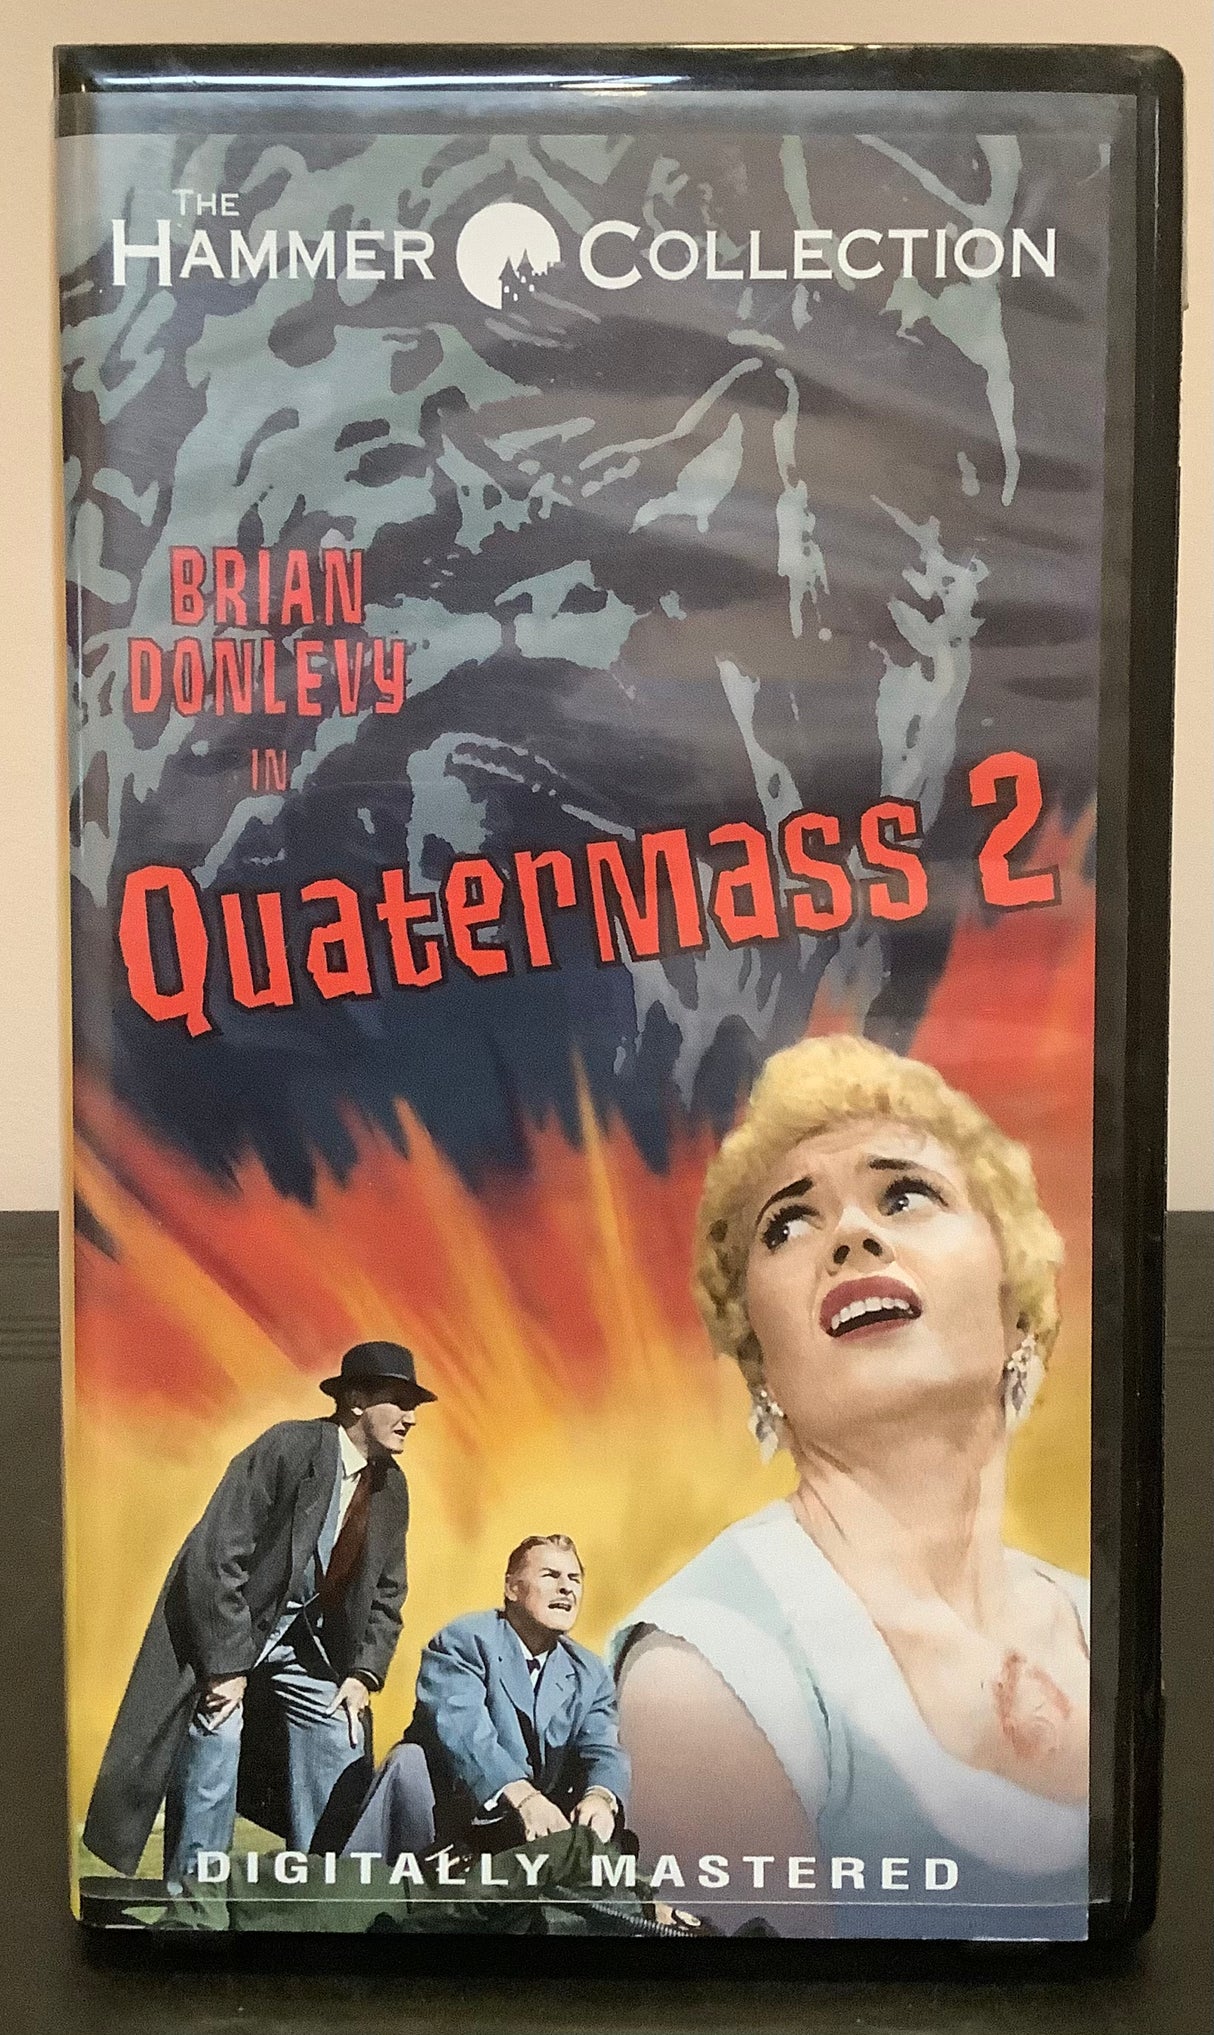 THE
HAMMER COLLECTION
BRIAN
DONLEVY
IN
QuaterMass 2
DIGITALLY MASTERED